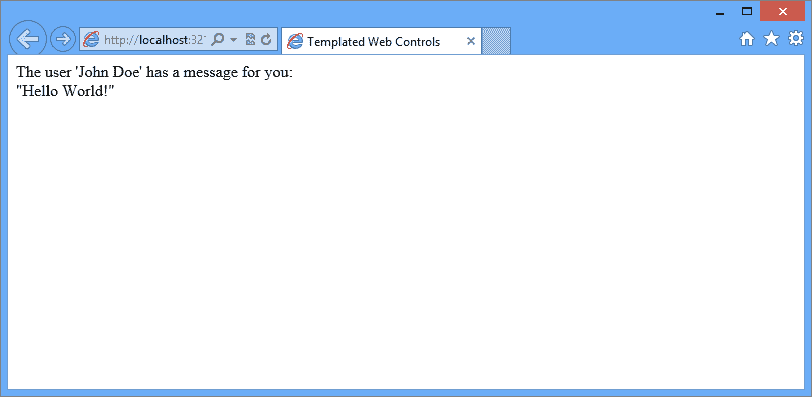 http://localhost:32
Templated Web Controls
The user 'John Doe' has a message for you:
"Hello World!"